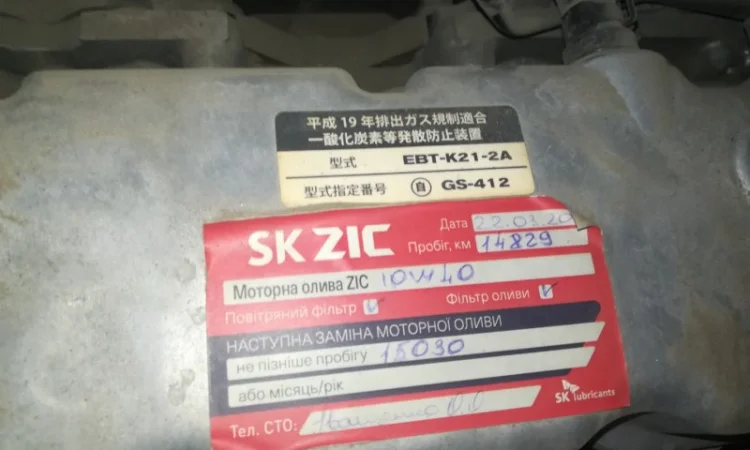 平成19年排出ガス規制適合
一酸化炭素等発散防止装置
型式 EBT-K21-2A
型式指定番号 自 GS-412
SK ZIC
Дата 22.03.20
Пробіг, км 14829
Моторна олива ZIC 10W40
Повітряний фільтр Фільтр оливи
НАСТУПНА ЗАМІНА МОТОРНОЇ ОЛИВИ
не пізніше пробігу 15030
або місяць/рік
Тел. СТО:
SK lubricants